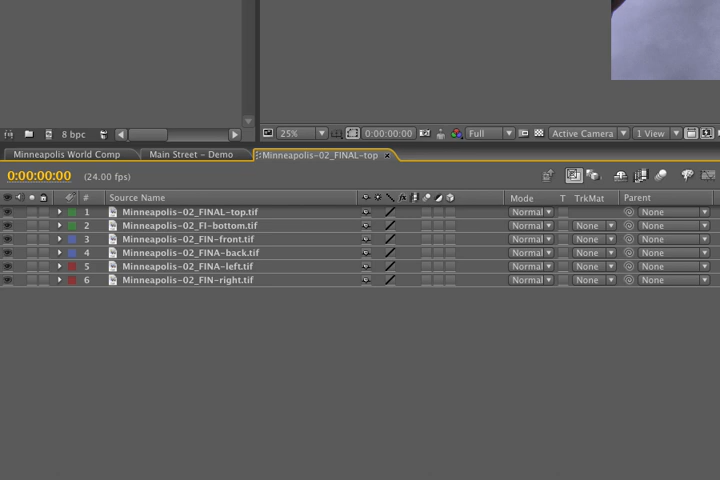 8 bpc
25% 0:00:00:00 Full Active Camera 1 View
Minneapolis World Comp Main Street – Demo Minneapolis-02_FINAL-top
0:00:00:00 (24.00 fps)
# Source Name Mode T TrkMat Parent
1 Minneapolis-02_FINAL-top.tif Normal None
2 Minneapolis-02_FI-bottom.tif Normal None None
3 Minneapolis-02_FIN-front.tif Normal None None
4 Minneapolis-02_FINA-back.tif Normal None None
5 Minneapolis-02_FINA-left.tif Normal None None
6 Minneapolis-02_FIN-right.tif Normal None None